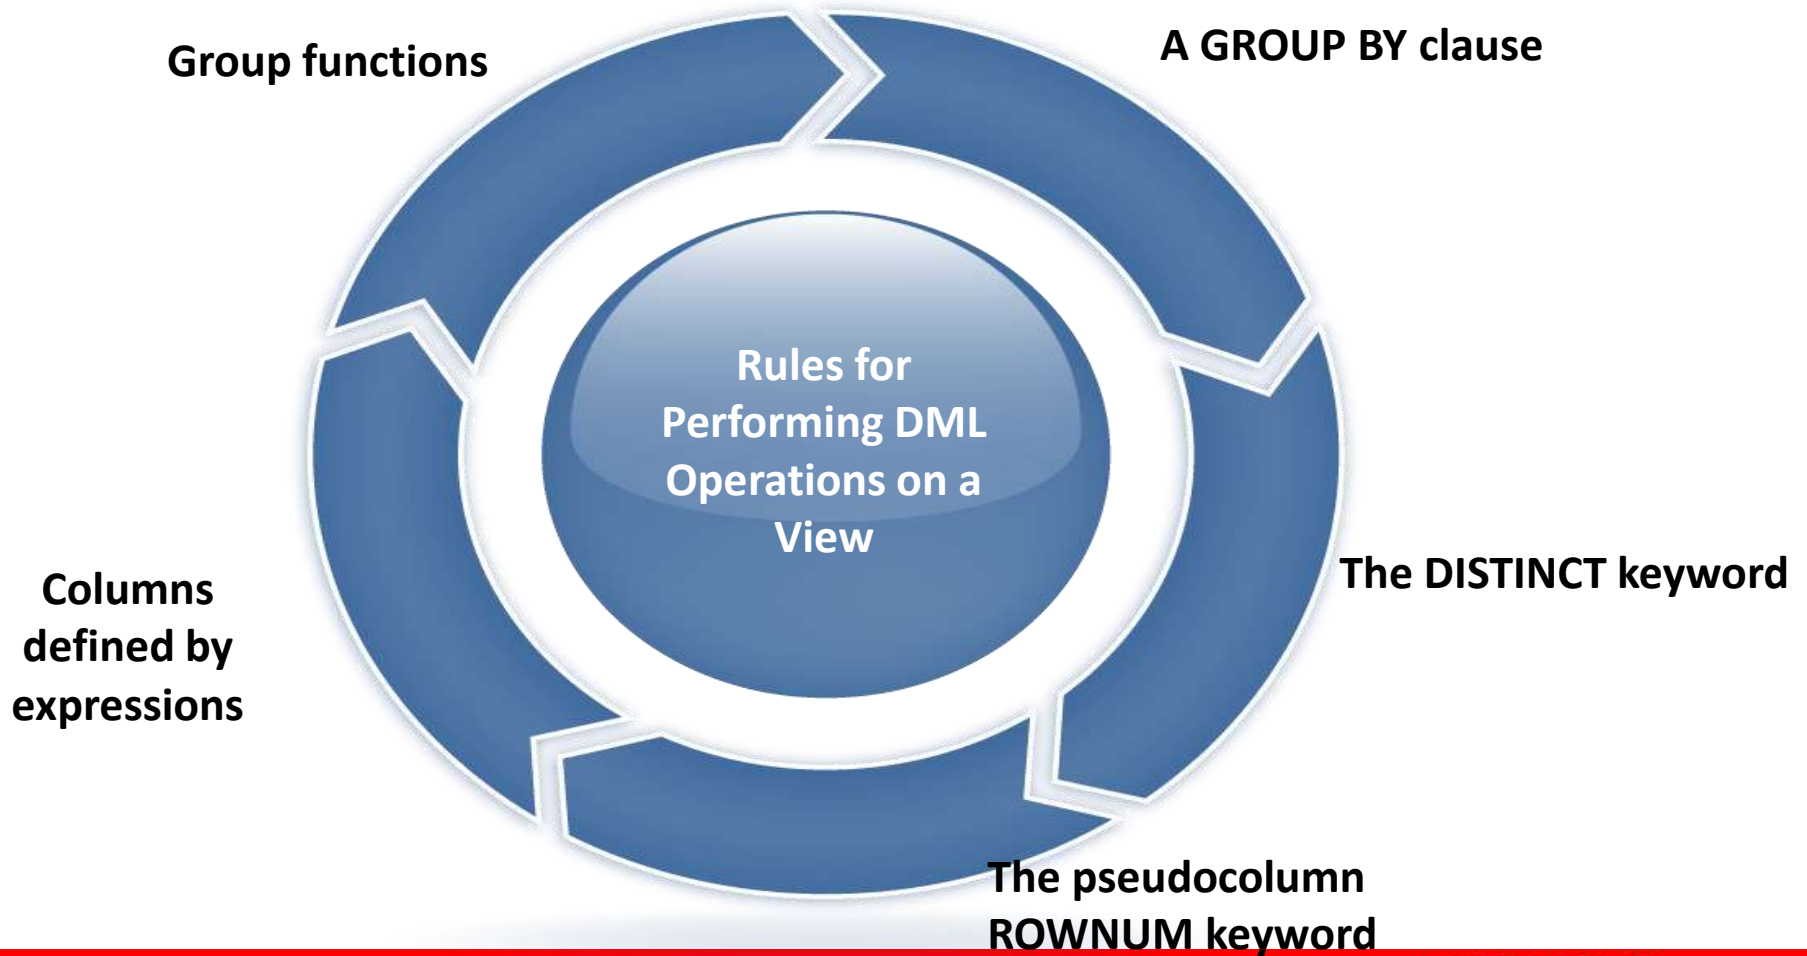 Group functions
A GROUP BY clause
Rules for
Performing DML
Operations on a
View
The DISTINCT keyword
Columns
defined by
expressions
The pseudocolumn
ROWNUM keyword